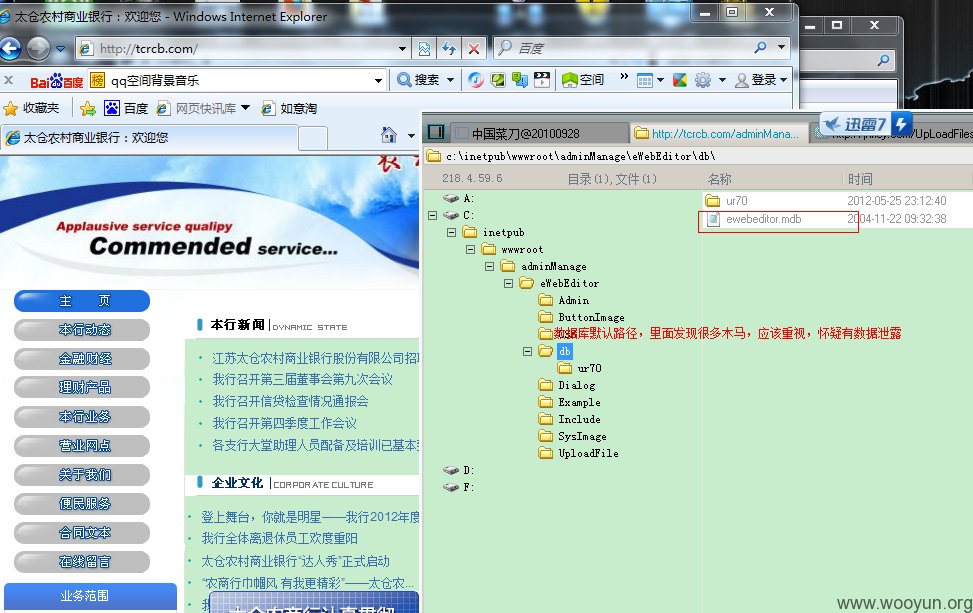 太仓农村商业银行：欢迎您 - Windows Internet Explorer
http://tcrcb.com/
百度
Bai百度
qq空间背景音乐
搜索
空间
登录
收藏夹
百度
网页快讯库
如意淘
太仓农村商业银行：欢迎您
Applausive service qualipy
Commended service...
主 页
本行动态
金融财经
理财产品
本行业务
营业网点
关于我们
便民服务
合同文本
在线留言
业务范围
本行新闻 DYNAMIC STATE
江苏太仓农村商业银行股份有限公司招
我行召开第三届董事会第九次会议
我行召开信贷检查情况通报会
我行召开第四季度工作会议
各支行大堂助理人员配备及培训已基本
企业文化 CORPORATE CULTURE
登上舞台，你就是明星——我行2012年度
我行全体离退休员工欢度重阳
太仓农村商业银行“达人秀”正式启动
“农商行巾帼风 有我更精彩”——太仓农...
迅雷7
中国菜刀@20100928
http://tcrcb.com/adminMana...
/UpLoadFiles
c:\inetpub\wwwroot\adminManage\eWebEditor\db\
218.4.59.6
目录(1),文件(1)
名称
时间
A:
C:
inetpub
wwwroot
adminManage
eWebEditor
Admin
ButtonImage
数据库默认路径，里面发现很多木马，应该重视，怀疑有数据泄露
db
ur70
Dialog
Example
Include
SysImage
UploadFile
D:
F:
ur70
2012-05-25 23:12:40
ewebeditor.mdb
2004-11-22 09:32:38
www.wooyun.org